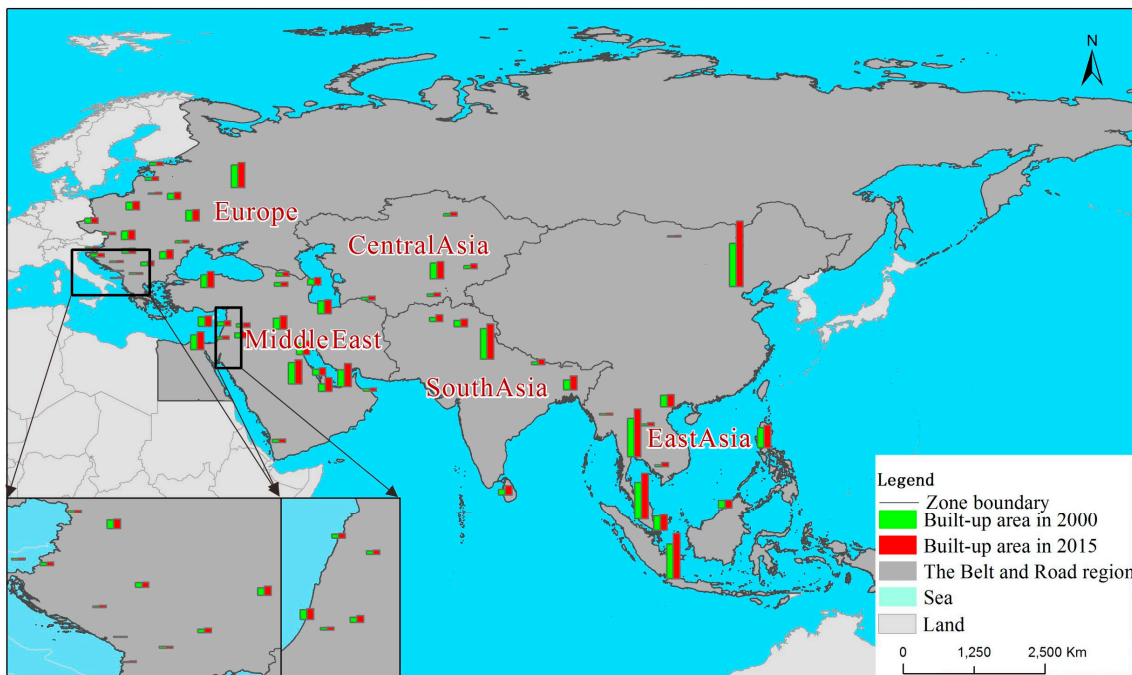 N
Europe
CentralAsia
MiddleEast
SouthAsia
EastAsia
Legend
Zone boundary
Built-up area in 2000
Built-up area in 2015
The Belt and Road region
Sea
Land
0 1,250 2,500 Km